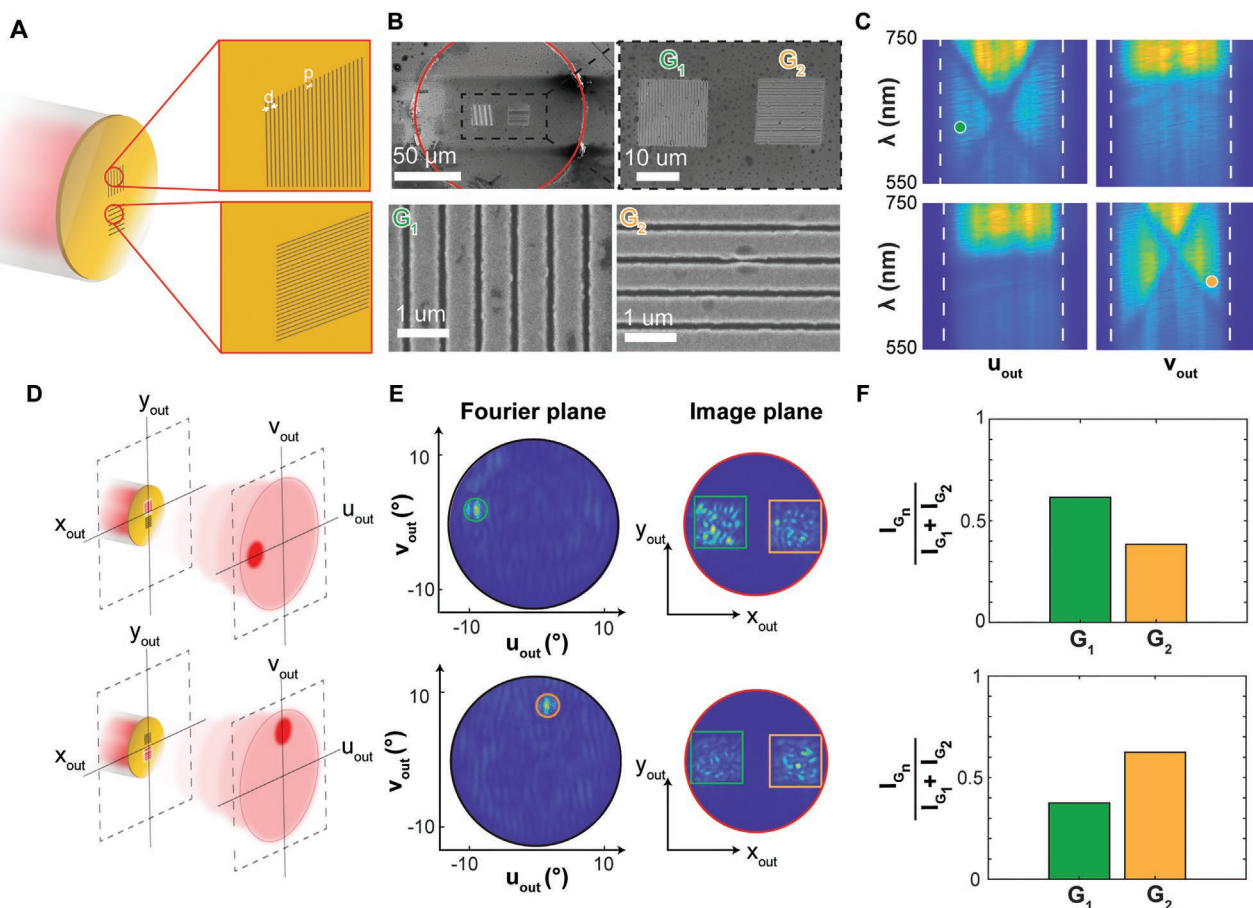 A
d
p
B
G1
G2
50 µm
10 um
G1
G2
1 um
1 um
C
750
λ (nm)
550
750
λ (nm)
550
uout
vout
D
yout
vout
xout
uout
yout
vout
xout
uout
E
Fourier plane
Image plane
10
vout (°)
-10
-10
10
uout (°)
yout
xout
10
vout (°)
-10
-10
10
uout (°)
yout
xout
F
1
IGn
IG1 + IG2
0.5
0
G1
G2
1
IGn
IG1 + IG2
0.5
0
G1
G2